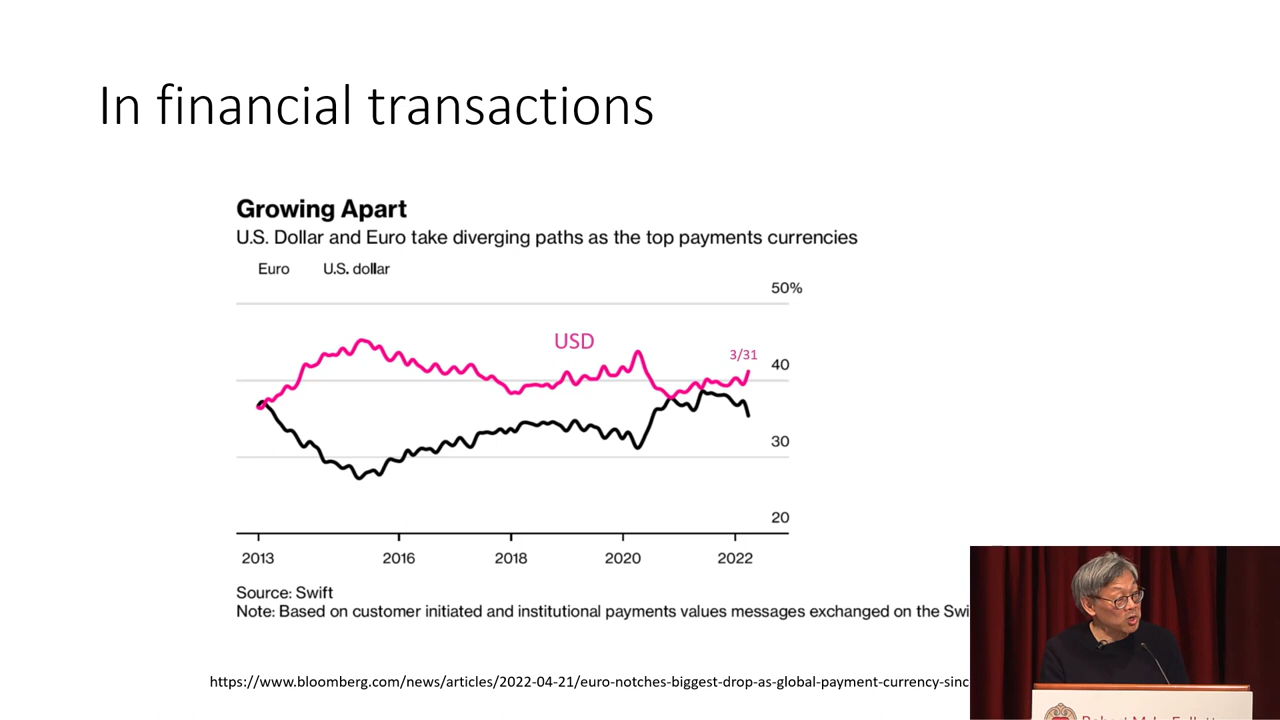 In financial transactions
Growing Apart
U.S. Dollar and Euro take diverging paths as the top payments currencies
Euro U.S. dollar
50%
USD
3/31
40
30
20
2013 2016 2018 2020 2022
Source: Swift
Note: Based on customer initiated and institutional payments values messages exchanged on the Swi
https://www.bloomberg.com/news/articles/2022-04-21/euro-notches-biggest-drop-as-global-payment-currency-sinc